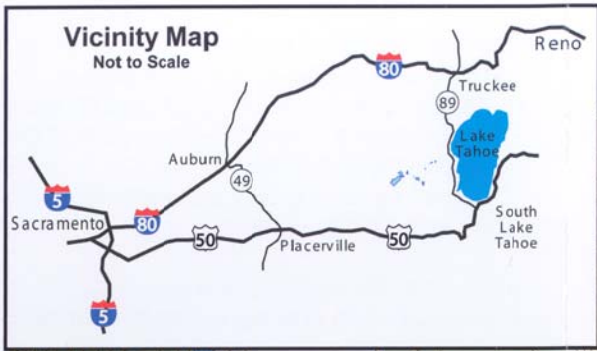 Vicinity Map
Not to Scale
Reno
80
Truckee
89
Lake
Tahoe
Auburn
49
5
Sacramento
80
50
Placerville
50
South
Lake
Tahoe
5